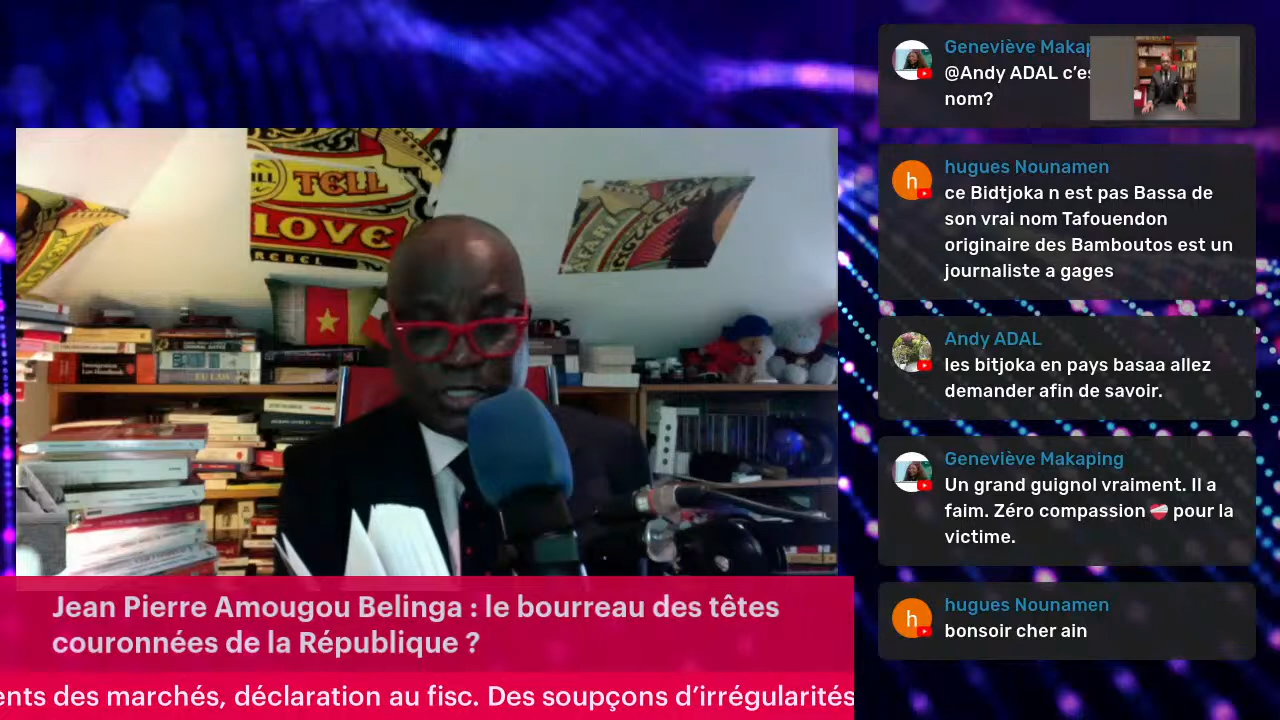 TELL
LOVE
REBEL
Jean Pierre Amougou Belinga : le bourreau des têtes
couronnées de la République ?
ents des marchés, déclaration au fisc. Des soupçons d’irrégularités
Geneviève Makap
@Andy ADAL c’es
nom?
hugues Nounamen
ce Bidtjoka n est pas Bassa de
son vrai nom Tafouendon
originaire des Bamboutos est un
journaliste a gages
Andy ADAL
les bitjoka en pays basaa allez
demander afin de savoir.
Geneviève Makaping
Un grand guignol vraiment. Il a
faim. Zéro compassion pour la
victime.
hugues Nounamen
bonsoir cher ain